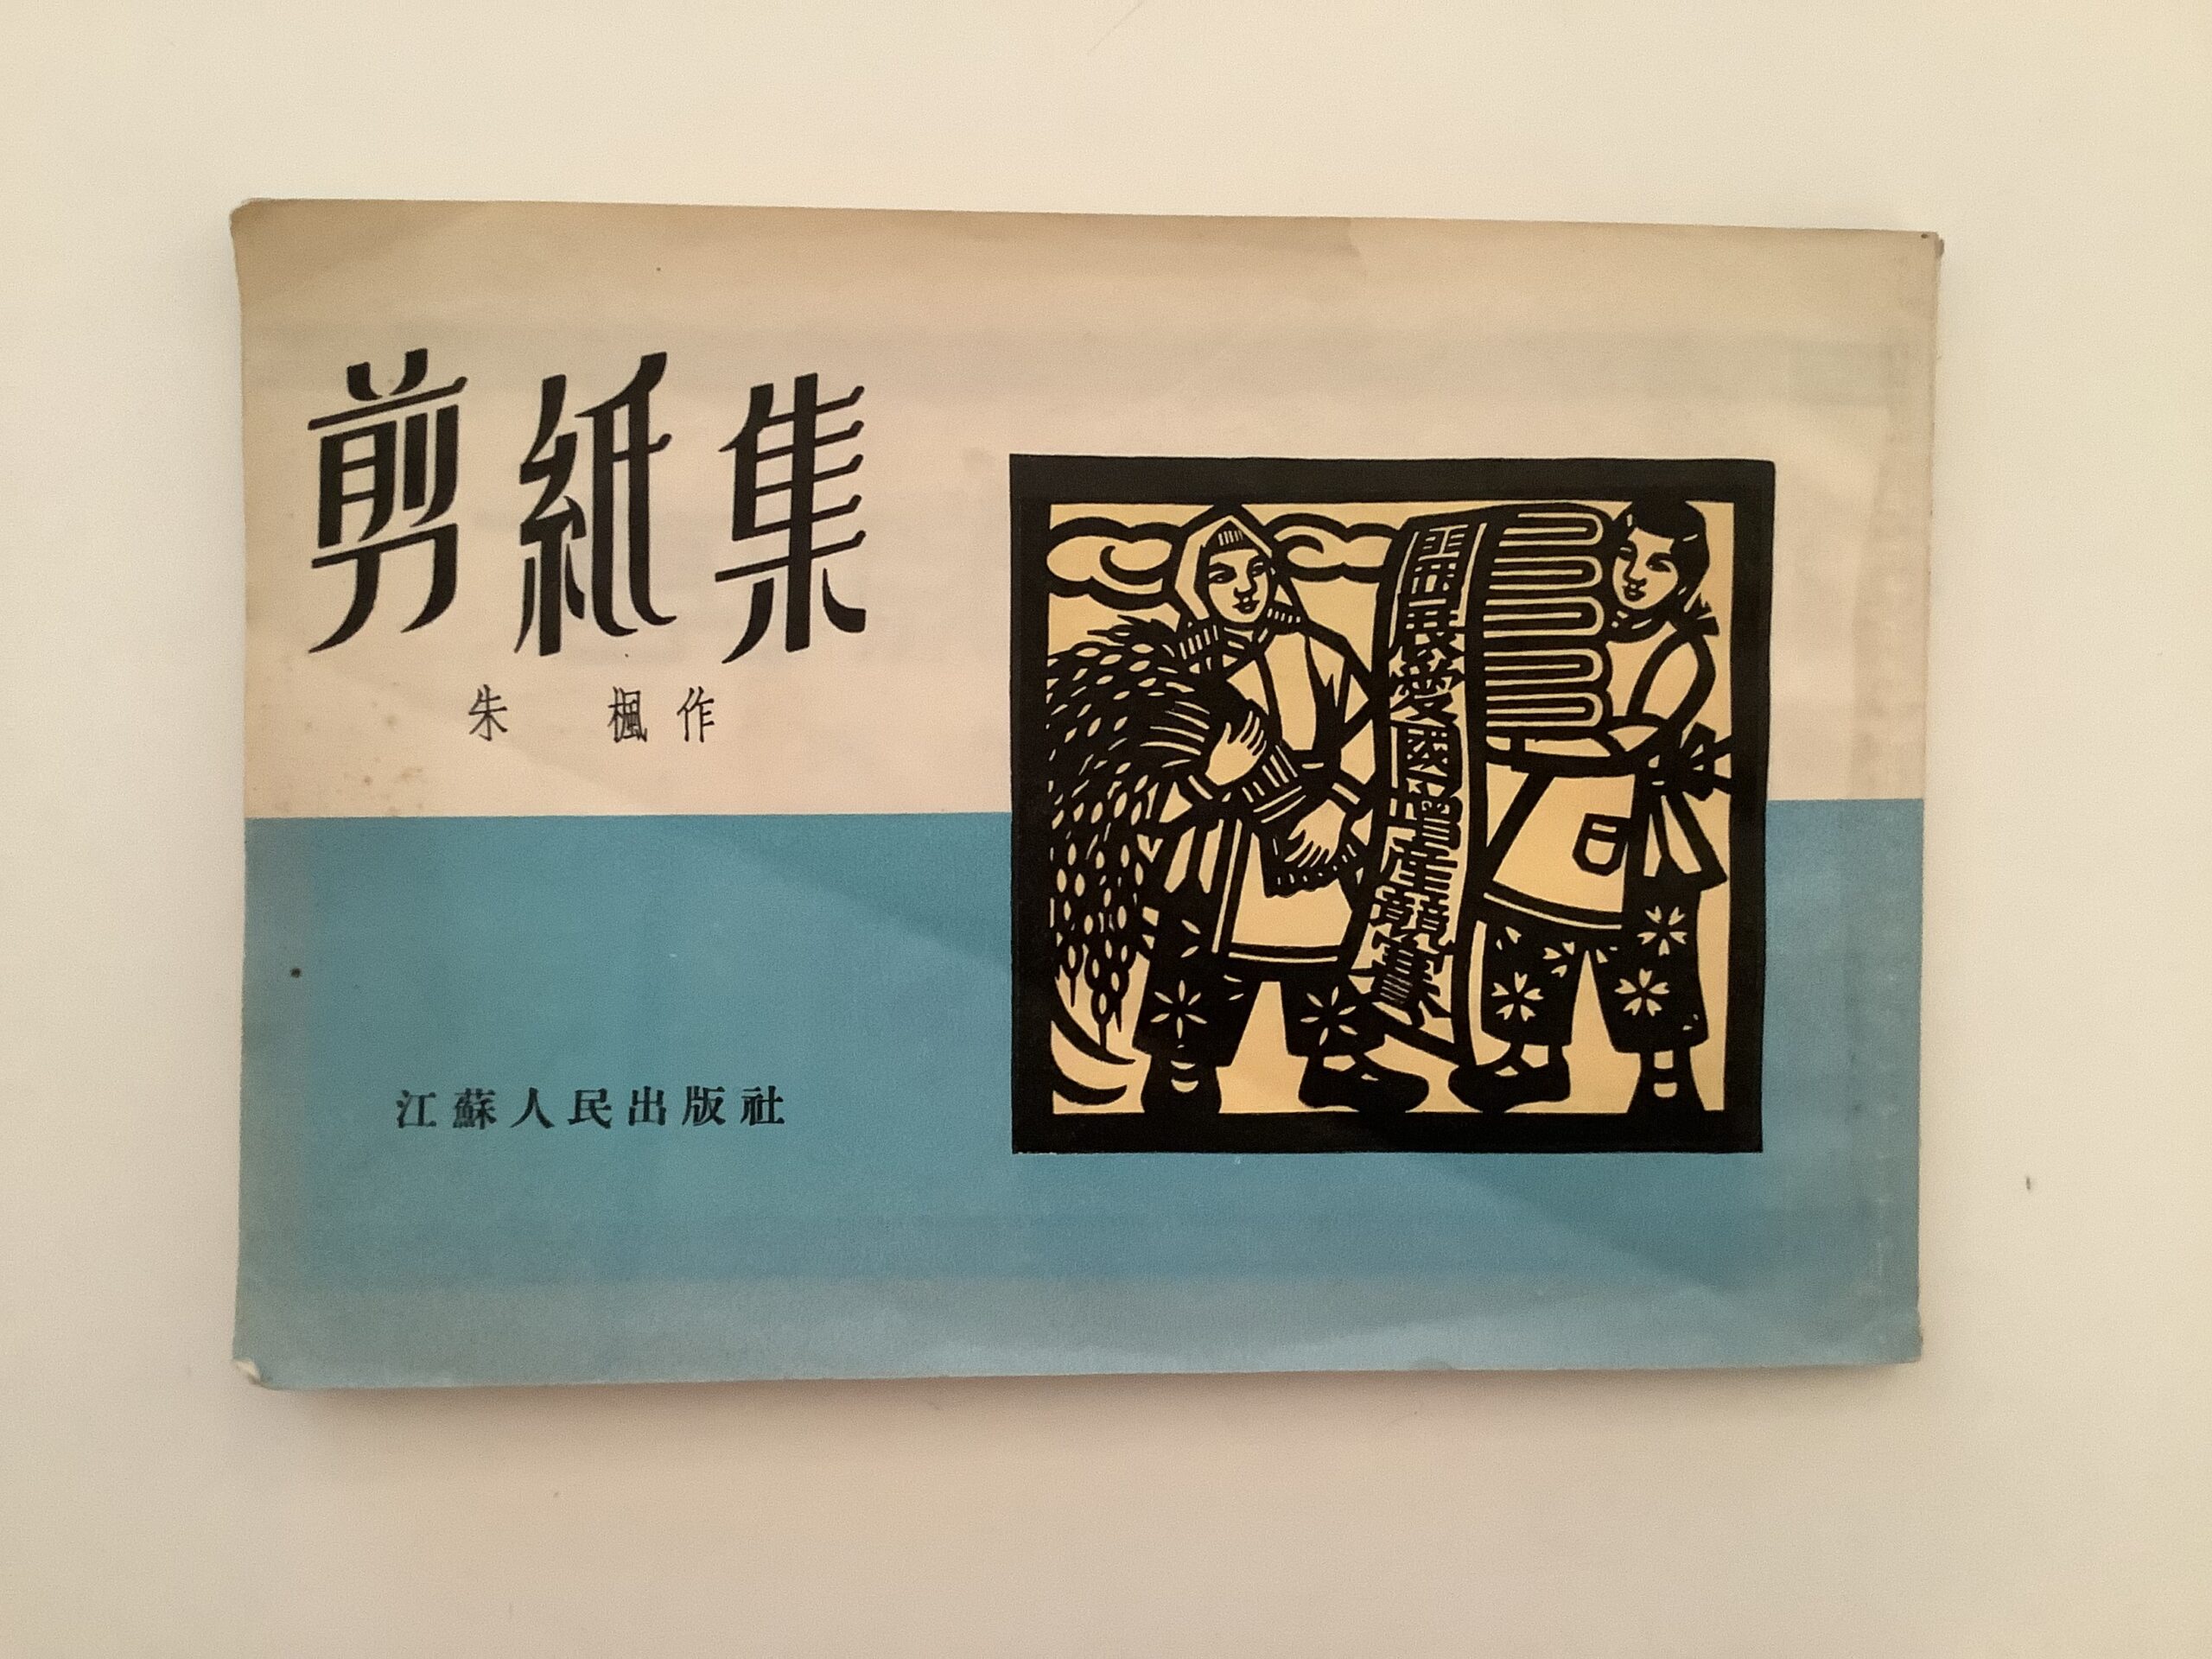 剪紙集
朱　楓作
江蘇人民出版社
開展愛國增產競賽